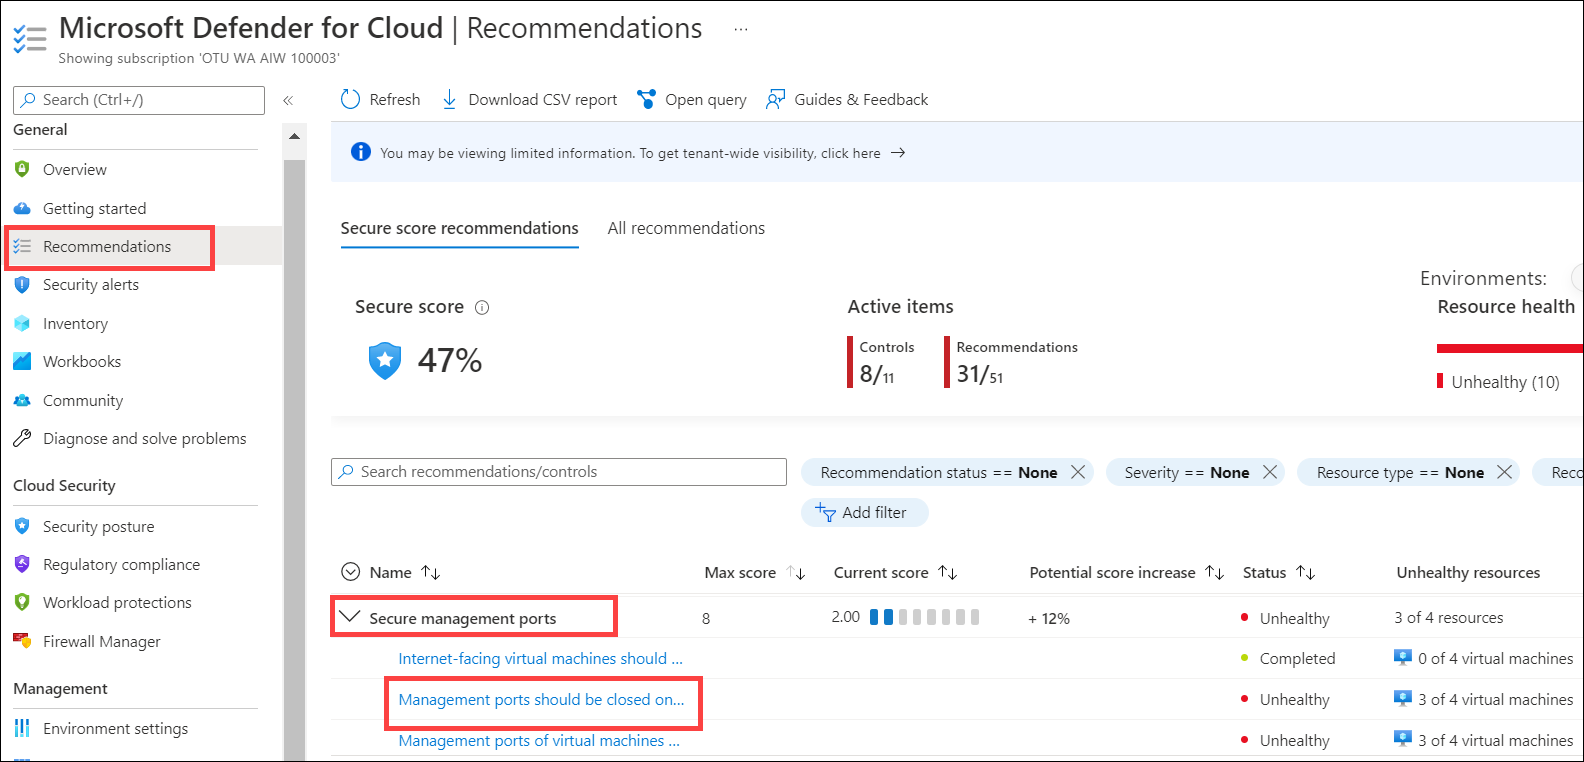 Microsoft Defender for Cloud | Recommendations ...
Showing subscription 'OTU WA AIW 100003'
Search (Ctrl+/) «
General
Overview
Getting started
Recommendations
Security alerts
Inventory
Workbooks
Community
Diagnose and solve problems
Cloud Security
Security posture
Regulatory compliance
Workload protections
Firewall Manager
Management
Environment settings
Refresh Download CSV report Open query Guides & Feedback
You may be viewing limited information. To get tenant-wide visibility, click here →
Secure score recommendations All recommendations
Environments:
Secure score Active items Resource health
47% Controls Recommendations
8/11 31/51 Unhealthy (10)
Search recommendations/controls Recommendation status == None Severity == None Resource type == None Reco
Add filter
Name Max score Current score Potential score increase Status Unhealthy resources
Secure management ports 8 2.00 + 12% Unhealthy 3 of 4 resources
Internet-facing virtual machines should ... Completed 0 of 4 virtual machines
Management ports should be closed on... Unhealthy 3 of 4 virtual machines
Management ports of virtual machines ... Unhealthy 3 of 4 virtual machines